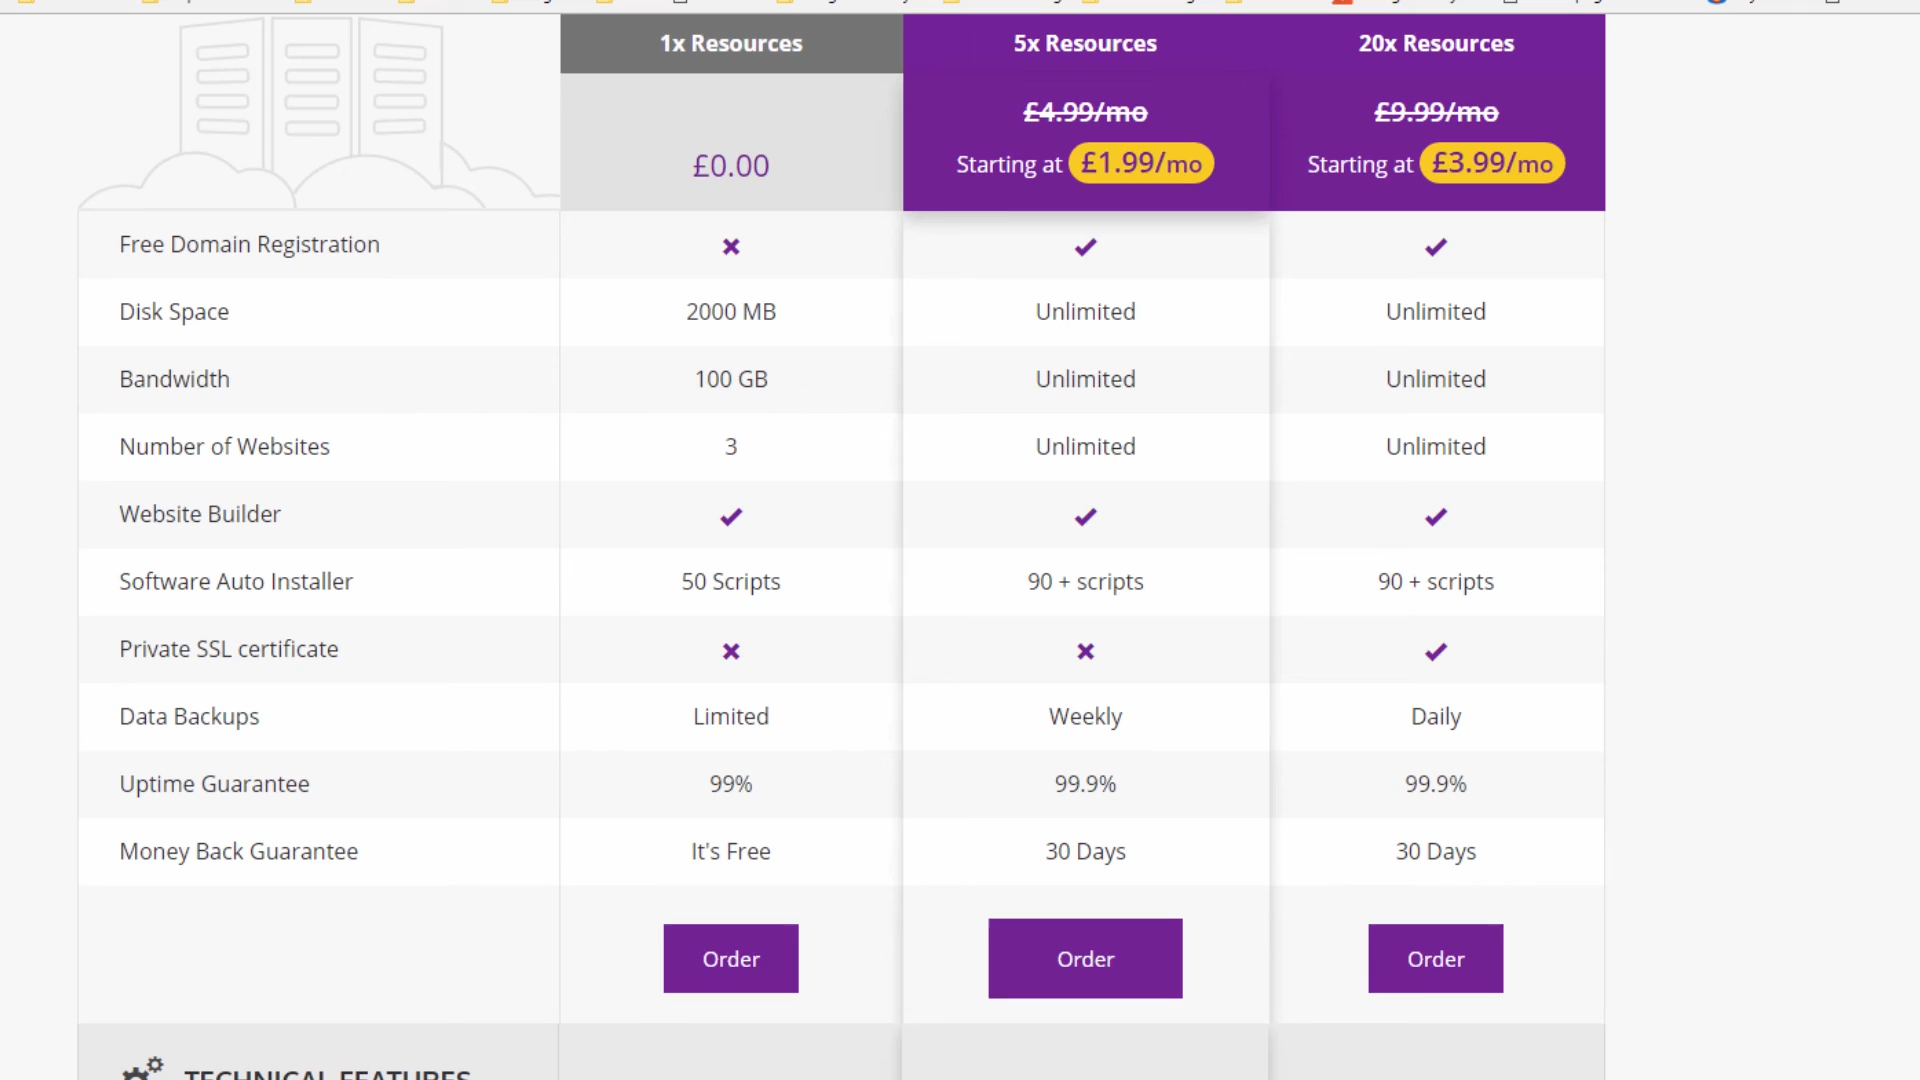 1x Resources 5x Resources 20x Resources
£4.99/mo £9.99/mo
£0.00 Starting at £1.99/mo Starting at £3.99/mo
Free Domain Registration
Disk Space 2000 MB Unlimited Unlimited
Bandwidth 100 GB Unlimited Unlimited
Number of Websites 3 Unlimited Unlimited
Website Builder
Software Auto Installer 50 Scripts 90 + scripts 90 + scripts
Private SSL certificate
Data Backups Limited Weekly Daily
Uptime Guarantee 99% 99.9% 99.9%
Money Back Guarantee It's Free 30 Days 30 Days
Order Order Order
TECHNICAL FEATURES